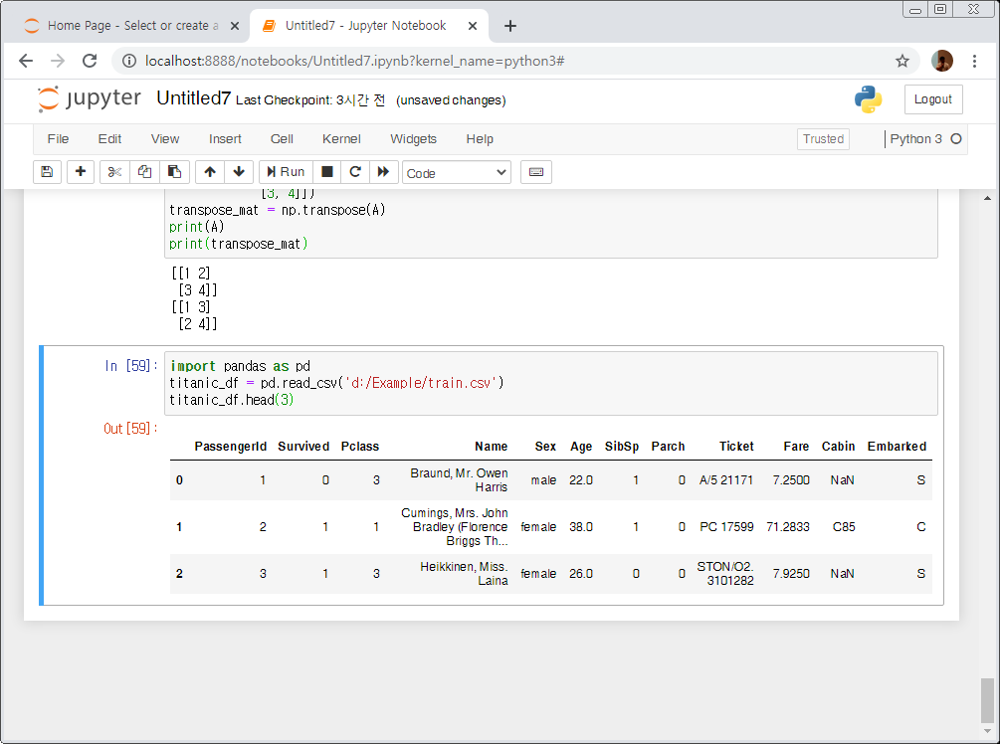 Home Page - Select or create a
Untitled7 - Jupyter Notebook
localhost:8888/notebooks/Untitled7.ipynb?kernel_name=python3#
jupyter Untitled7 Last Checkpoint: 3시간 전 (unsaved changes)
Logout
File Edit View Insert Cell Kernel Widgets Help Trusted Python 3
Run Code
[3, 4]])
transpose_mat = np.transpose(A)
print(A)
print(transpose_mat)
[[1 2]
[3 4]]
[[1 3]
[2 4]]
In [59]: import pandas as pd
titanic_df = pd.read_csv('d:/Example/train.csv')
titanic_df.head(3)
Out[59]:
PassengerId Survived Pclass Name Sex Age SibSp Parch Ticket Fare Cabin Embarked
0 1 0 3 Braund, Mr. Owen Harris male 22.0 1 0 A/5 21171 7.2500 NaN S
1 2 1 1 Cumings, Mrs. John Bradley (Florence Briggs Th... female 38.0 1 0 PC 17599 71.2833 C85 C
2 3 1 3 Heikkinen, Miss. Laina female 26.0 0 0 STON/O2. 3101282 7.9250 NaN S